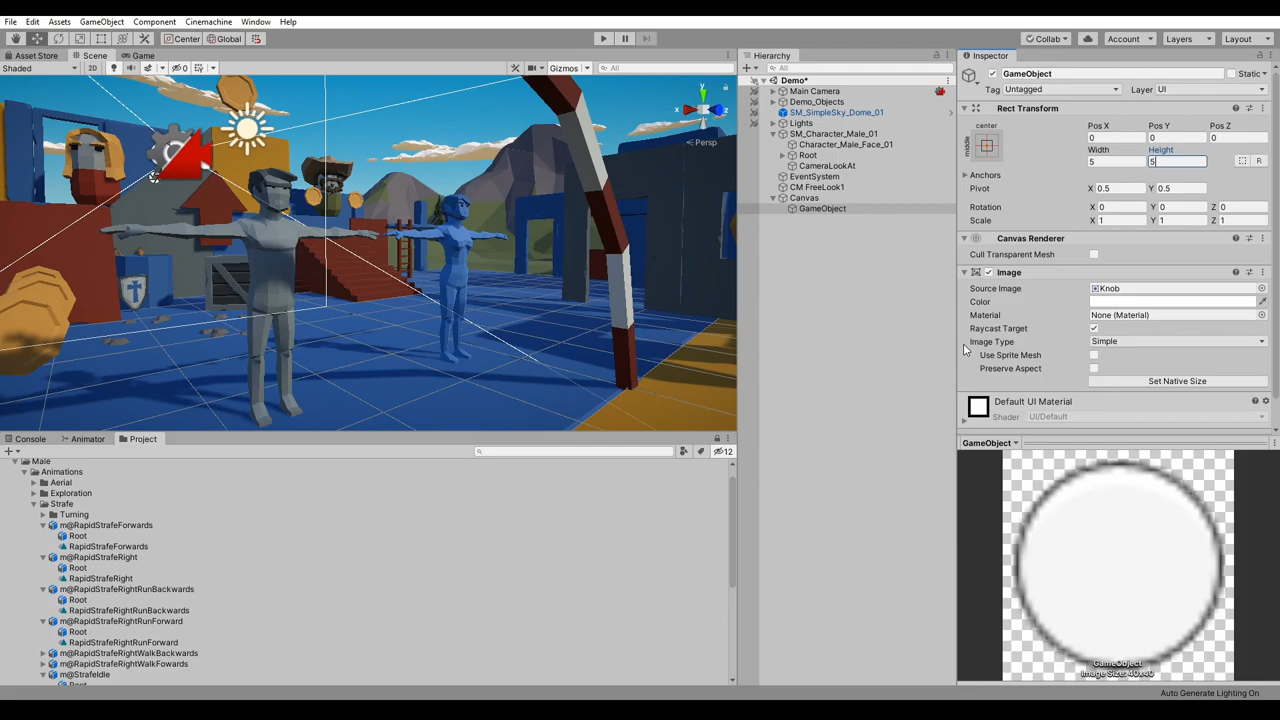 File Edit Assets GameObject Component Cinemachine Window Help
Center Global Collab Account Layers Layout
Asset Store Scene Game
Shaded 2D 0 Gizmos All
Persp
Hierarchy
All
Demo*
Main Camera
Demo_Objects
SM_SimpleSky_Dome_01
Lights
SM_Character_Male_01
Character_Male_Face_01
Root
CameraLookAt
EventSystem
CM FreeLook1
Canvas
GameObject
Inspector
GameObject Static
Tag Untagged Layer UI
Rect Transform
center
middle
Pos X Pos Y Pos Z
0 0 0
Width Height
5 5 R
Anchors
Pivot X 0.5 Y 0.5
Rotation X 0 Y 0 Z 0
Scale X 1 Y 1 Z 1
Canvas Renderer
Cull Transparent Mesh
Image
Source Image Knob
Color
Material None (Material)
Raycast Target
Image Type Simple
Use Sprite Mesh
Preserve Aspect
Set Native Size
Default UI Material
Shader UI/Default
GameObject
GameObject
Image Size: 40x40
Console Animator Project
12
Male
Animations
Aerial
Exploration
Strafe
Turning
m@RapidStrafeForwards
Root
RapidStrafeForwards
m@RapidStrafeRight
Root
RapidStrafeRight
m@RapidStrafeRightRunBackwards
Root
RapidStrafeRightRunBackwards
m@RapidStrafeRightRunForward
Root
RapidStrafeRightRunForward
m@RapidStrafeRightWalkBackwards
m@RapidStrafeRightWalkFowards
m@StrafeIdle
Root
Auto Generate Lighting On